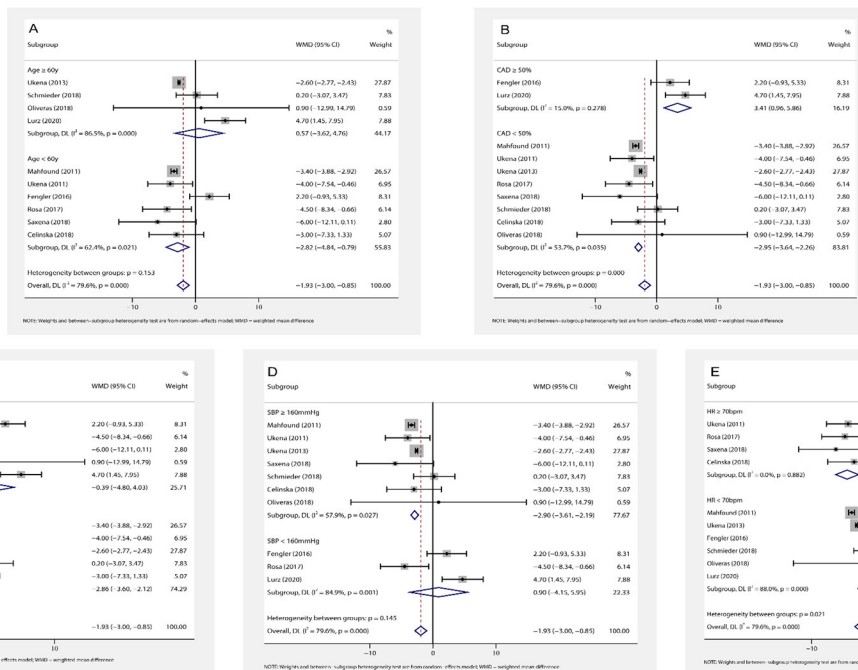 A
%
Subgroup WMD (95% CI) Weight
Age ≥ 60y
Ukena (2013) −2.60 (−2.77, −2.43) 27.87
Schmieder (2018) 0.20 (−3.07, 3.47) 7.83
Oliveras (2018) 0.90 (−12.99, 14.79) 0.59
Lurz (2020) 4.70 (1.45, 7.95) 7.88
Subgroup, DL (I² = 86.5%, p = 0.000) 0.57 (−3.62, 4.76) 44.17
Age < 60y
Mahfound (2011) −3.40 (−3.88, −2.92) 26.57
Ukena (2011) −4.00 (−7.54, −0.46) 6.95
Fengler (2016) 2.20 (−0.93, 5.33) 8.31
Rosa (2017) −4.50 (−8.34, −0.66) 6.14
Saxena (2018) −6.00 (−12.11, 0.11) 2.80
Celinska (2018) −3.00 (−7.33, 1.33) 5.07
Subgroup, DL (I² = 62.4%, p = 0.021) −2.82 (−4.84, −0.79) 55.83
Heterogeneity between groups: p = 0.153
Overall, DL (I² = 79.6%, p = 0.000) −1.93 (−3.00, −0.85) 100.00
−10 0 10
NOTE: Weights and between−subgroup heterogeneity test are from random−effects model; WMD = weighted mean difference
B
%
Subgroup WMD (95% CI) Weight
CAD ≥ 50%
Fengler (2016) 2.20 (−0.93, 5.33) 8.31
Lurz (2020) 4.70 (1.45, 7.95) 7.88
Subgroup, DL (I² = 15.0%, p = 0.278) 3.41 (0.96, 5.86) 16.19
CAD < 50%
Mahfound (2011) −3.40 (−3.88, −2.92) 26.57
Ukena (2011) −4.00 (−7.54, −0.46) 6.95
Ukena (2013) −2.60 (−2.77, −2.43) 27.87
Rosa (2017) −4.50 (−8.34, −0.66) 6.14
Saxena (2018) −6.00 (−12.11, 0.11) 2.80
Schmieder (2018) 0.20 (−3.07, 3.47) 7.83
Celinska (2018) −3.00 (−7.33, 1.33) 5.07
Oliveras (2018) 0.90 (−12.99, 14.79) 0.59
Subgroup, DL (I² = 53.7%, p = 0.035) −2.95 (−3.64, −2.26) 83.81
Heterogeneity between groups: p = 0.000
Overall, DL (I² = 79.6%, p = 0.000) −1.93 (−3.00, −0.85) 100.00
−10 0 10
NOTE: Weights and between−subgroup heterogeneity test are from random−effects model; WMD = weighted mean difference
%
WMD (95% CI) Weight
2.20 (−0.93, 5.33) 8.31
−4.50 (−8.34, −0.66) 6.14
−6.00 (−12.11, 0.11) 2.80
0.90 (−12.99, 14.79) 0.59
4.70 (1.45, 7.95) 7.88
−0.39 (−4.80, 4.03) 25.71
−3.40 (−3.88, −2.92) 26.57
−4.00 (−7.54, −0.46) 6.95
−2.60 (−2.77, −2.43) 27.87
0.20 (−3.07, 3.47) 7.83
−3.00 (−7.33, 1.33) 5.07
−2.86 (−3.60, −2.12) 74.29
−1.93 (−3.00, −0.85) 100.00
10
effects model; WMD = weighted mean difference
D
%
Subgroup WMD (95% CI) Weight
SBP ≥ 160mmHg
Mahfound (2011) −3.40 (−3.88, −2.92) 26.57
Ukena (2011) −4.00 (−7.54, −0.46) 6.95
Ukena (2013) −2.60 (−2.77, −2.43) 27.87
Saxena (2018) −6.00 (−12.11, 0.11) 2.80
Schmieder (2018) 0.20 (−3.07, 3.47) 7.83
Celinska (2018) −3.00 (−7.33, 1.33) 5.07
Oliveras (2018) 0.90 (−12.99, 14.79) 0.59
Subgroup, DL (I² = 57.9%, p = 0.027) −2.90 (−3.61, −2.19) 77.67
SBP < 160mmHg
Fengler (2016) 2.20 (−0.93, 5.33) 8.31
Rosa (2017) −4.50 (−8.34, −0.66) 6.14
Lurz (2020) 4.70 (1.45, 7.95) 7.88
Subgroup, DL (I² = 84.9%, p = 0.001) 0.90 (−4.15, 5.95) 22.33
Heterogeneity between groups: p = 0.145
Overall, DL (I² = 79.6%, p = 0.000) −1.93 (−3.00, −0.85) 100.00
−10 0 10
NOTE: Weights and between−subgroup heterogeneity test are from random−effects model; WMD = weighted mean difference
E
Subgroup
HR ≥ 70bpm
Ukena (2011)
Rosa (2017)
Saxena (2018)
Celinska (2018)
Subgroup, DL (I² = 0.0%, p = 0.882)
HR < 70bpm
Mahfound (2011)
Ukena (2013)
Fengler (2016)
Schmieder (2018)
Oliveras (2018)
Lurz (2020)
Subgroup, DL (I² = 88.0%, p = 0.000)
Heterogeneity between groups: p = 0.021
Overall, DL (I² = 79.6%, p = 0.000)
−10
NOTE: Weights and between−subgroup heterogeneity test are from